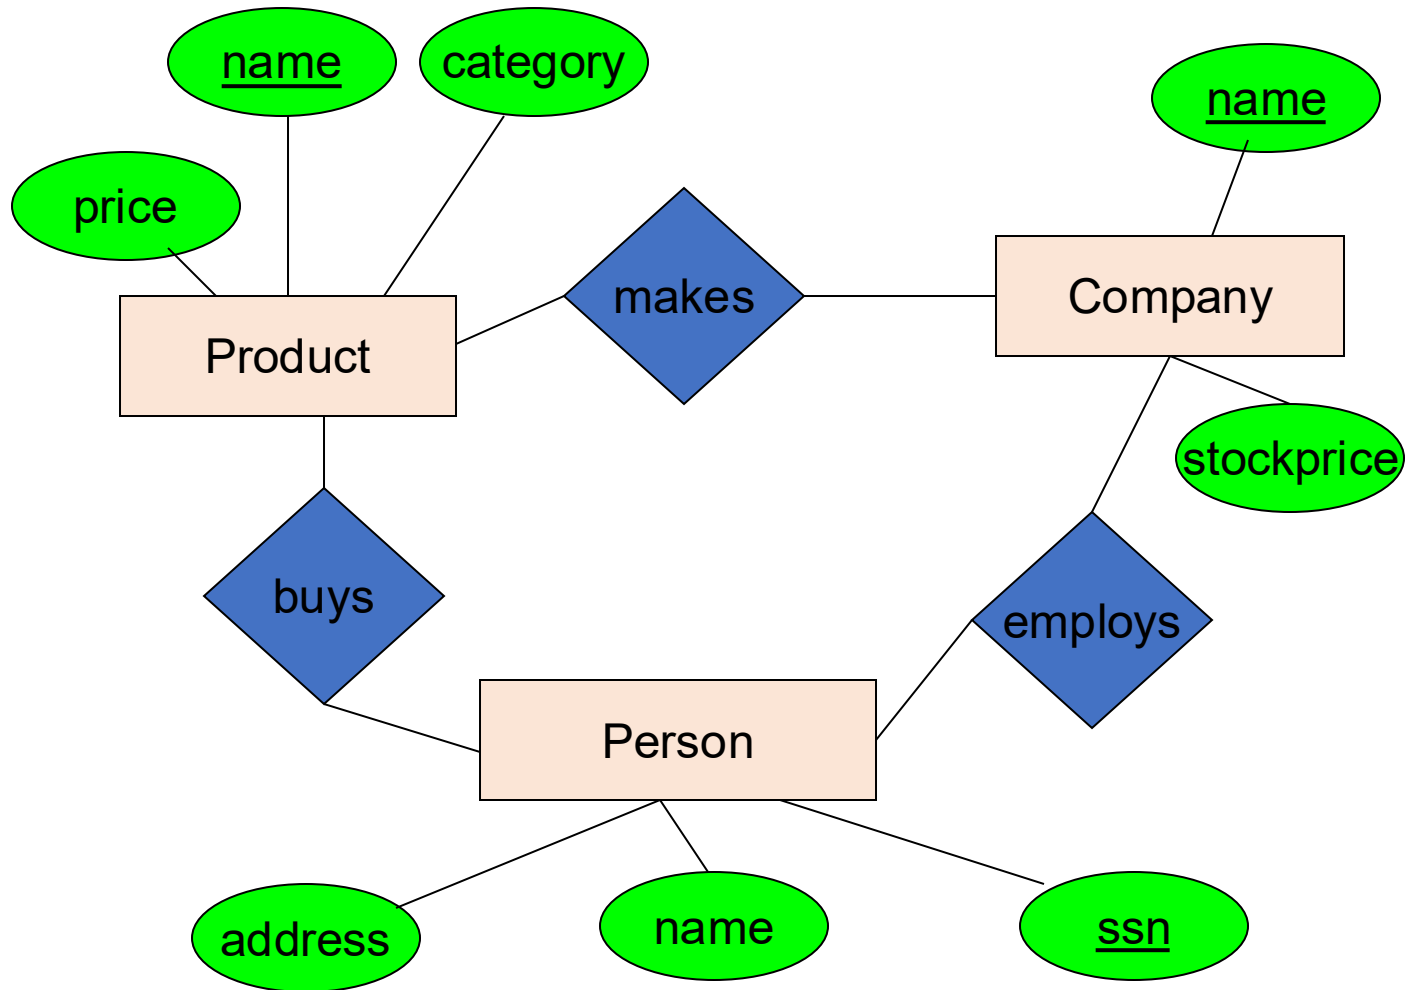 name
category
name
price
makes
Company
Product
stockprice
buys
employs
Person
address
name
ssn